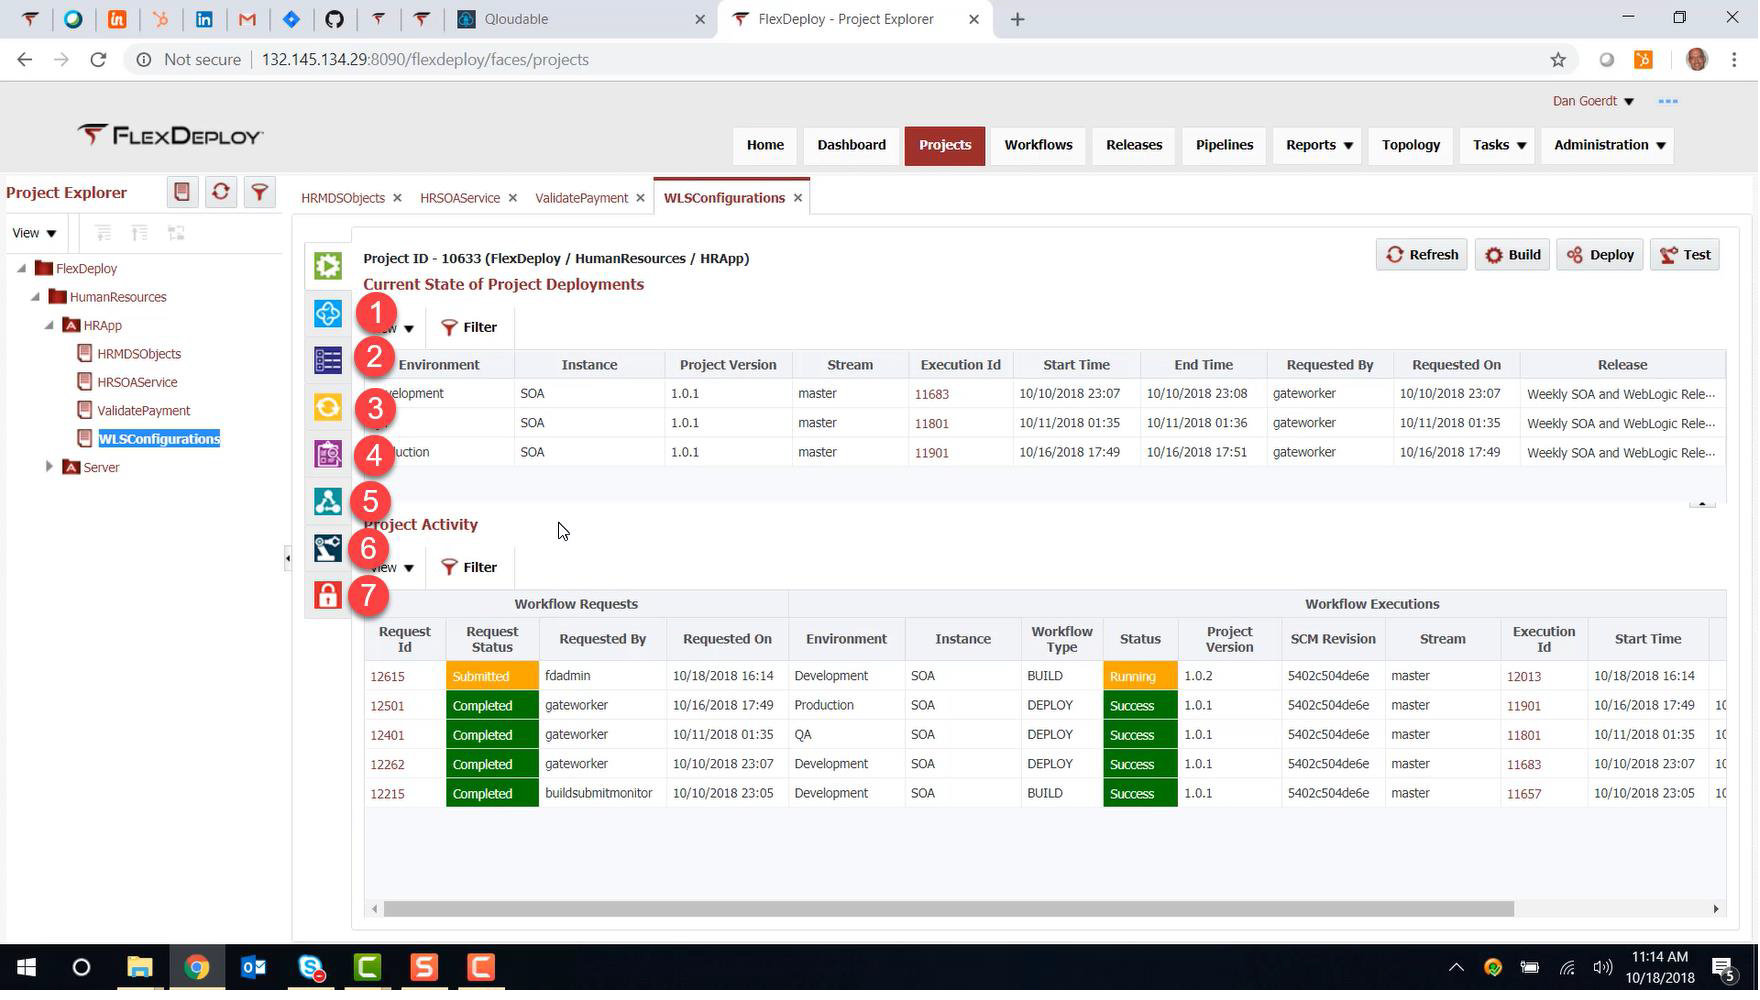 Qloudable
FlexDeploy - Project Explorer
Not secure 132.145.134.29:8090/flexdeploy/faces/projects
Dan Goerdt
FLEXDEPLOY
Home Dashboard Projects Workflows Releases Pipelines Reports Topology Tasks Administration
Project Explorer
HRMDSObjects HRSOAService ValidatePayment WLSConfigurations
View
FlexDeploy
HumanResources
HRApp
HRMDSObjects
HRSOAService
ValidatePayment
WLSConfigurations
Server
Project ID - 10633 (FlexDeploy / HumanResources / HRApp)
Refresh Build Deploy Test
Current State of Project Deployments
1
2
3
4
5
6
7
Filter
Environment Instance Project Version Stream Execution Id Start Time End Time Requested By Requested On Release
elopment SOA 1.0.1 master 11683 10/10/2018 23:07 10/10/2018 23:08 gateworker 10/10/2018 23:07 Weekly SOA and WebLogic Rele...
SOA 1.0.1 master 11801 10/11/2018 01:35 10/11/2018 01:36 gateworker 10/11/2018 01:35 Weekly SOA and WebLogic Rele...
uction SOA 1.0.1 master 11901 10/16/2018 17:49 10/16/2018 17:51 gateworker 10/16/2018 17:49 Weekly SOA and WebLogic Rele...
Project Activity
View Filter
Workflow Requests Workflow Executions
Request Id Request Status Requested By Requested On Environment Instance Workflow Type Status Project Version SCM Revision Stream Execution Id Start Time
12615 Submitted fdadmin 10/18/2018 16:14 Development SOA BUILD Running 1.0.2 5402c504de6e master 12013 10/18/2018 16:14
12501 Completed gateworker 10/16/2018 17:49 Production SOA DEPLOY Success 1.0.1 5402c504de6e master 11901 10/16/2018 17:49 10
12401 Completed gateworker 10/11/2018 01:35 QA SOA DEPLOY Success 1.0.1 5402c504de6e master 11801 10/11/2018 01:35 10
12262 Completed gateworker 10/10/2018 23:07 Development SOA DEPLOY Success 1.0.1 5402c504de6e master 11683 10/10/2018 23:07 10
12215 Completed buildsubmitmonitor 10/10/2018 23:05 Development SOA BUILD Success 1.0.1 5402c504de6e master 11657 10/10/2018 23:05 10
11:14 AM
10/18/2018
5